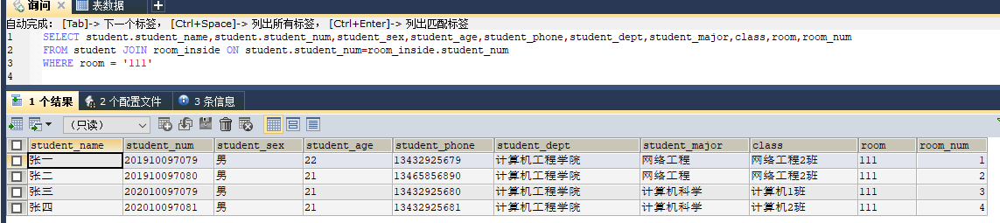 询问 × 表数据
自动完成: [Tab]-> 下一个标签, [Ctrl+Space]-> 列出所有标签, [Ctrl+Enter]-> 列出匹配标签
1 SELECT student.student_name,student.student_num,student_sex,student_age,student_phone,student_dept,student_major,class,room,room_num
2 FROM student JOIN room_inside ON student.student_num=room_inside.student_num
3 WHERE room = '111'
4
1 个结果 2 个配置文件 3 条信息
(只读)
student_name student_num student_sex student_age student_phone student_dept student_major class room room_num
张一 201910097079 男 22 13432925679 计算机工程学院 网络工程 网络工程2班 111 1
张二 201910097080 男 21 13465856890 计算机工程学院 网络工程 网络工程2班 111 2
张三 202010097079 男 21 13432925680 计算机工程学院 计算机科学 计算机1班 111 3
张四 202010097081 男 21 13432925681 计算机工程学院 计算机科学 计算机2班 111 4